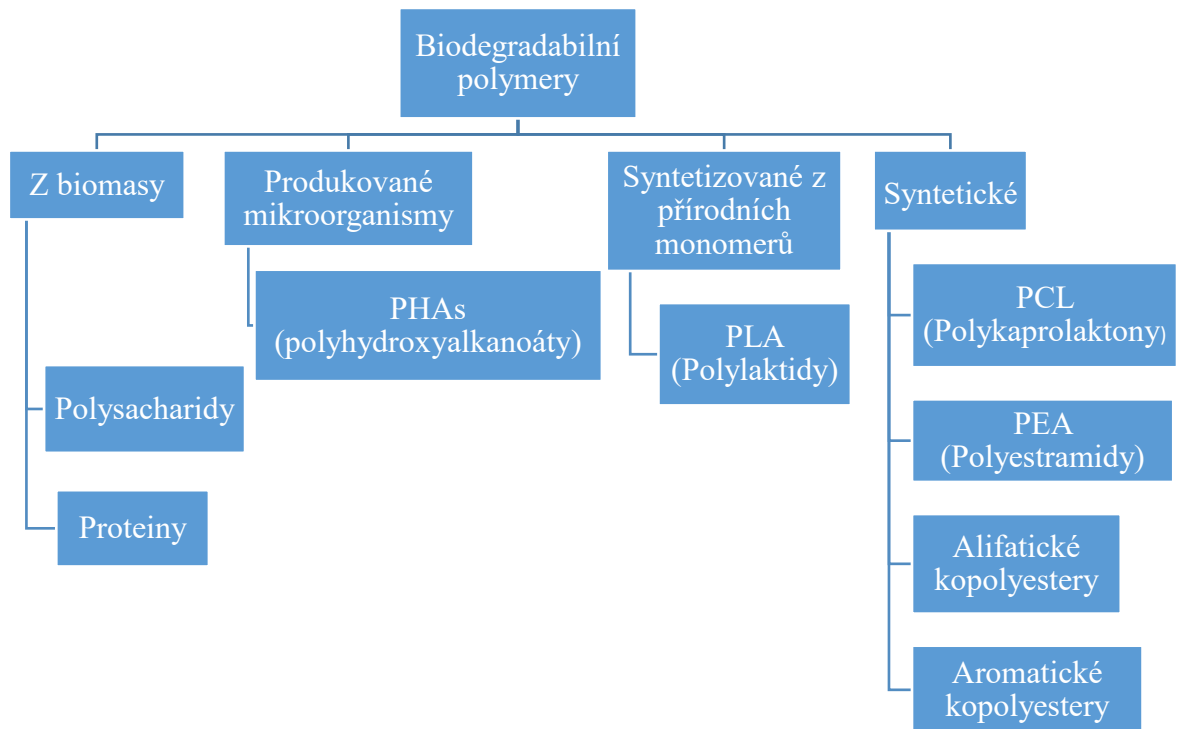 Biodegradabilní
polymery
Z biomasy
Polysacharidy
Proteiny
Produkované
mikroorganismy
PHAs
(polyhydroxyalkanoáty)
Syntetizované z
přírodních
monomerů
PLA
(Polylaktidy)
Syntetické
PCL
(Polykaprolaktony)
PEA
(Polyestramidy)
Alifatické
kopolyestery
Aromatické
kopolyestery